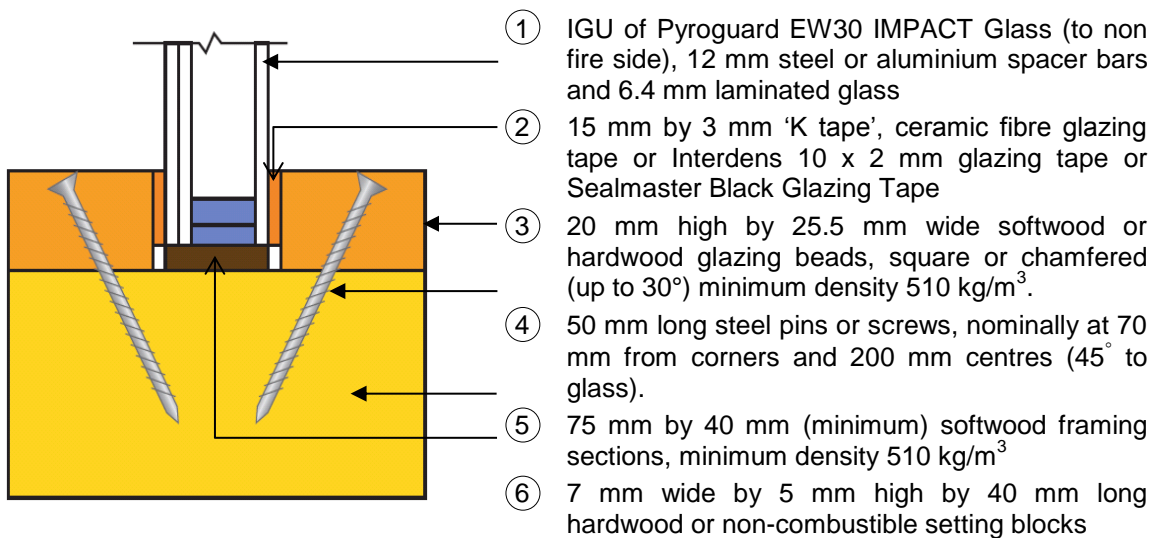 ① IGU of Pyroguard EW30 IMPACT Glass (to non
fire side), 12 mm steel or aluminium spacer bars
and 6.4 mm laminated glass
② 15 mm by 3 mm ‘K tape’, ceramic fibre glazing
tape or Interdens 10 x 2 mm glazing tape or
Sealmaster Black Glazing Tape
③ 20 mm high by 25.5 mm wide softwood or
hardwood glazing beads, square or chamfered
(up to 30°) minimum density 510 kg/m³.
④ 50 mm long steel pins or screws, nominally at 70
mm from corners and 200 mm centres (45° to
glass).
⑤ 75 mm by 40 mm (minimum) softwood framing
sections, minimum density 510 kg/m³
⑥ 7 mm wide by 5 mm high by 40 mm long
hardwood or non-combustible setting blocks